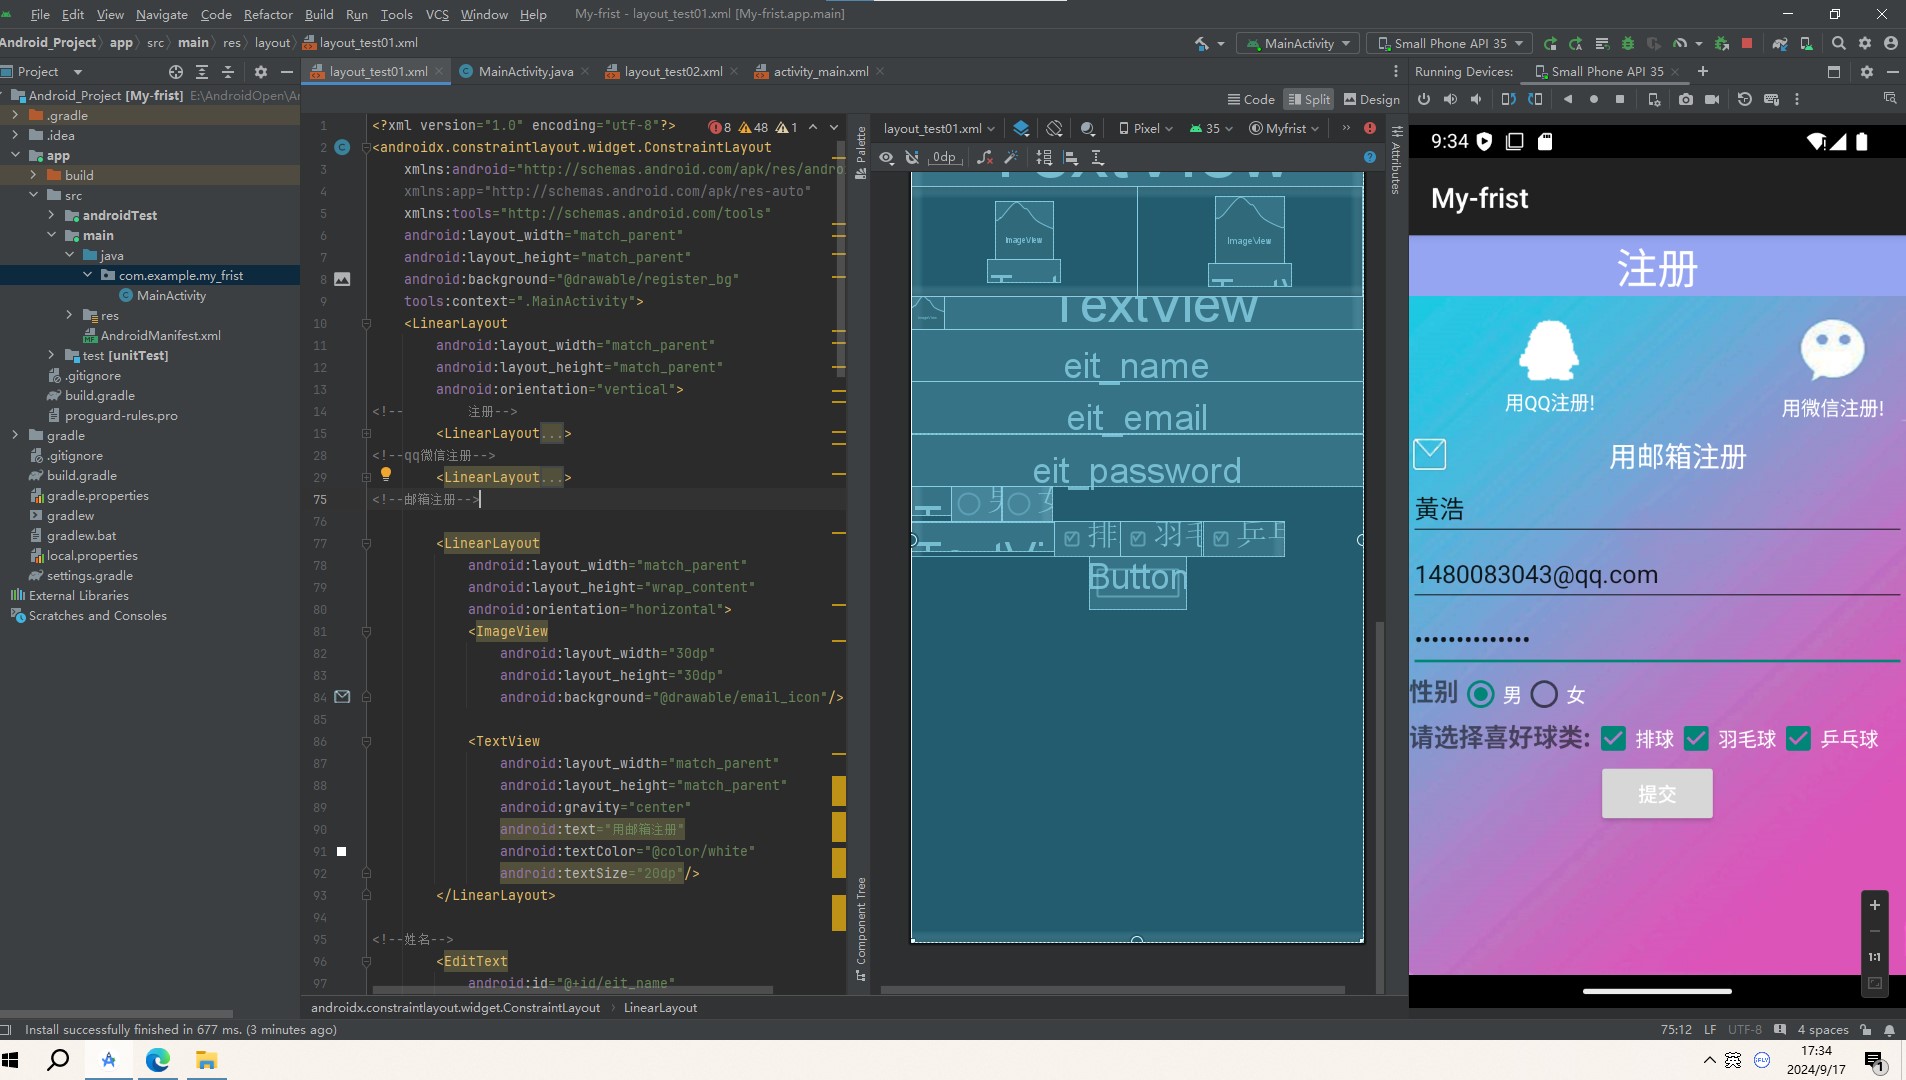 File Edit View Navigate Code Refactor Build Run Tools VCS Window Help My-frist - layout_test01.xml [My-frist.app.main]
Android_Project app src main res layout layout_test01.xml
MainActivity Small Phone API 35
Project
layout_test01.xml MainActivity.java layout_test02.xml activity_main.xml
Running Devices: Small Phone API 35
Code Split Design
Android_Project [My-frist] E:\AndroidOpen\
.gradle
.idea
app
build
src
androidTest
main
java
com.example.my_frist
MainActivity
res
AndroidManifest.xml
test [unitTest]
.gitignore
build.gradle
proguard-rules.pro
gradle
.gitignore
build.gradle
gradle.properties
gradlew
gradlew.bat
local.properties
settings.gradle
External Libraries
Scratches and Consoles
8 48 1
1 <?xml version="1.0" encoding="utf-8"?>
2 <androidx.constraintlayout.widget.ConstraintLayout
3 xmlns:android="http://schemas.android.com/apk/res/andro
4 xmlns:app="http://schemas.android.com/apk/res-auto"
5 xmlns:tools="http://schemas.android.com/tools"
6 android:layout_width="match_parent"
7 android:layout_height="match_parent"
8 android:background="@drawable/register_bg"
9 tools:context=".MainActivity">
10 <LinearLayout
11 android:layout_width="match_parent"
12 android:layout_height="match_parent"
13 android:orientation="vertical">
14 <!-- 注册-->
15 <LinearLayout...>
28 <!--qq微信注册-->
29 <LinearLayout...>
75 <!--邮箱注册-->
76
77 <LinearLayout
78 android:layout_width="match_parent"
79 android:layout_height="wrap_content"
80 android:orientation="horizontal">
81 <ImageView
82 android:layout_width="30dp"
83 android:layout_height="30dp"
84 android:background="@drawable/email_icon"/>
85
86 <TextView
87 android:layout_width="match_parent"
88 android:layout_height="match_parent"
89 android:gravity="center"
90 android:text="用邮箱注册"
91 android:textColor="@color/white"
92 android:textSize="20dp"/>
93 </LinearLayout>
94
95 <!--姓名-->
96 <EditText
97 android:id="@+id/eit_name"
androidx.constraintlayout.widget.ConstraintLayout LinearLayout
Palette
Component Tree
Attributes
layout_test01.xml Pixel 35 Myfrist
0dp
TextView
ImageView ImageView
TextView
eit_name
eit_email
eit_password
男 女
排 羽毛 乒乓
Button
9:34
My-frist
注册
用QQ注册!
用微信注册!
用邮箱注册
黃浩
1480083043@qq.com
••••••••••••••
性别 男 女
请选择喜好球类: 排球 羽毛球 乒乓球
提交
1:1
Install successfully finished in 677 ms. (3 minutes ago)
75:12 LF UTF-8 4 spaces
17:34
2024/9/17
1